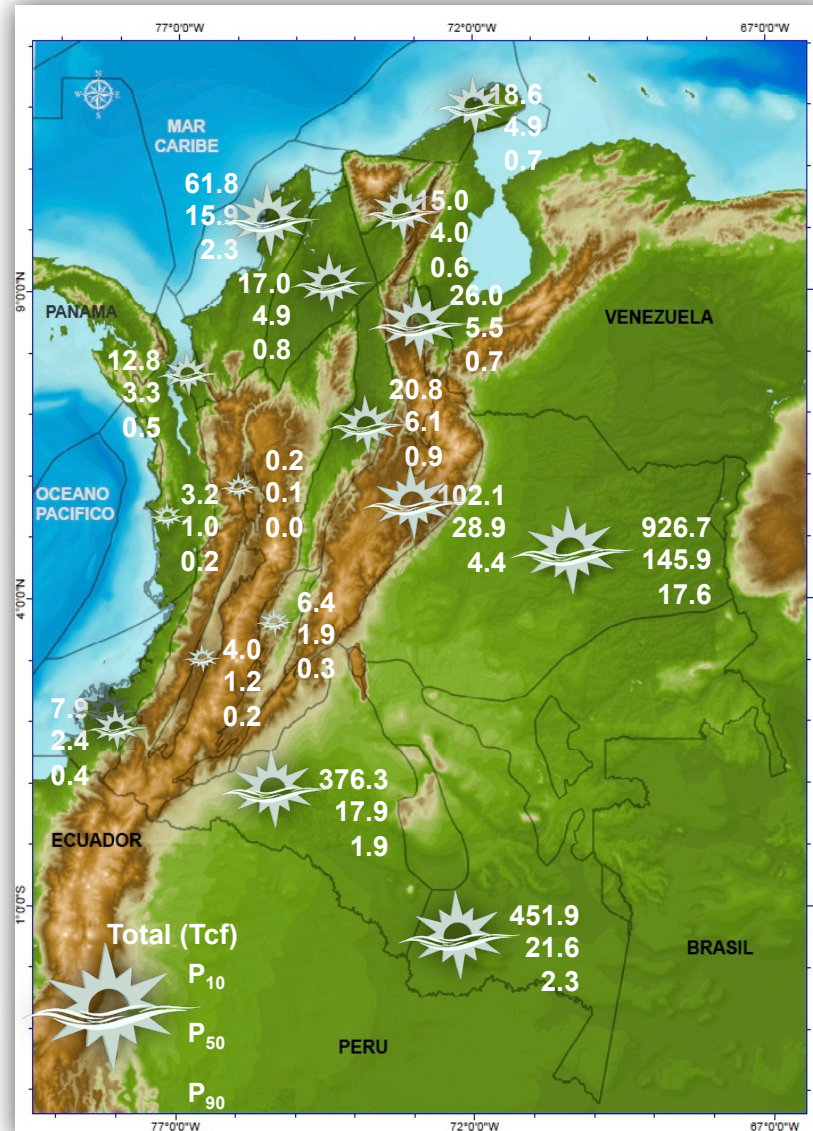 77°0'0"W
72°0'0"W
67°0'0"W
N
W
E
S
MAR
CARIBE
18.6
4.9
0.7
61.8
15.9
2.3
15.0
4.0
0.6
17.0
4.9
0.8
26.0
5.5
0.7
9°0'0"N
PANAMA
VENEZUELA
12.8
3.3
0.5
20.8
6.1
0.9
0.2
0.1
0.0
OCEANO
PACIFICO
3.2
1.0
0.2
102.1
28.9
4.4
926.7
145.9
17.6
4°0'0"N
6.4
1.9
0.3
4.0
1.2
0.2
7.9
2.4
0.4
376.3
17.9
1.9
ECUADOR
1°0'0"S
451.9
21.6
2.3
BRASIL
Total (Tcf)
P10
P50
P90
PERU
77°0'0"W
72°0'0"W
67°0'0"W